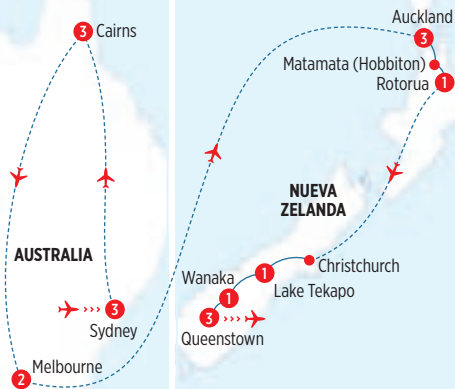 3 Cairns
AUSTRALIA
3
Sydney
Melbourne
2
Auckland
3
Matamata (Hobbiton)
Rotorua
1
NUEVA
ZELANDA
Christchurch
Wanaka
1
Lake Tekapo
1
3
Queenstown